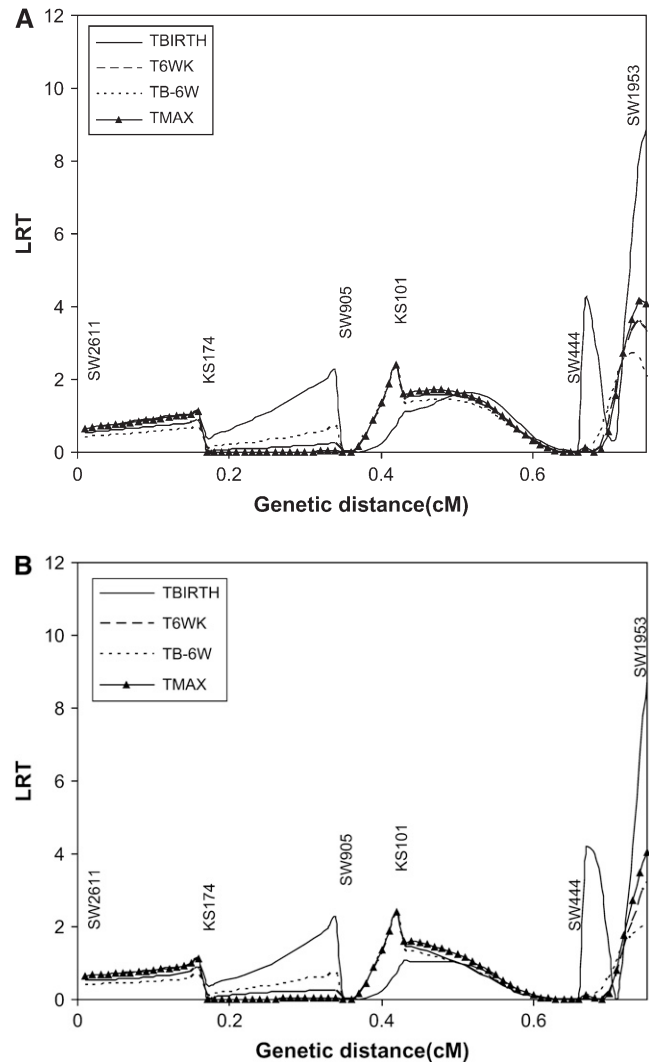 A
12
10
8
6
4
2
0
LRT
TBIRTH
T6WK
TB-6W
TMAX
SW2611
KS174
SW905
KS101
SW444
SW1953
0.2
0.4
0.6
Genetic distance(cM)
B
12
10
8
6
4
2
0
LRT
TBIRTH
T6WK
TB-6W
TMAX
SW2611
KS174
SW905
KS101
SW444
SW1953
0
0.2
0.4
0.6
Genetic distance(cM)